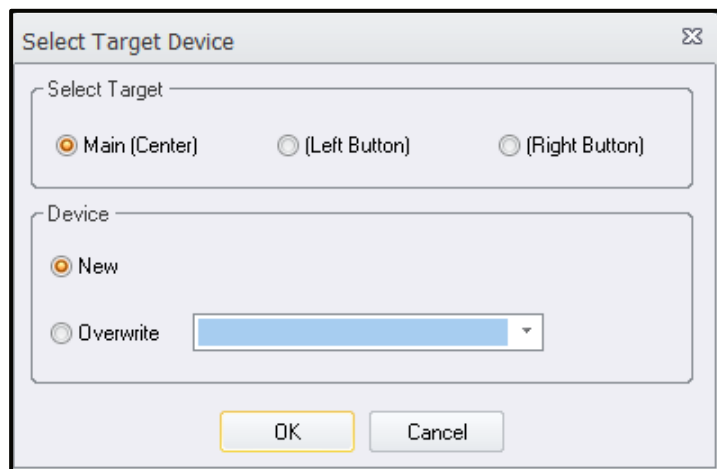 Select Target Device
Select Target
Main (Center) (Left Button) (Right Button)
Device
New
Overwrite
OK Cancel